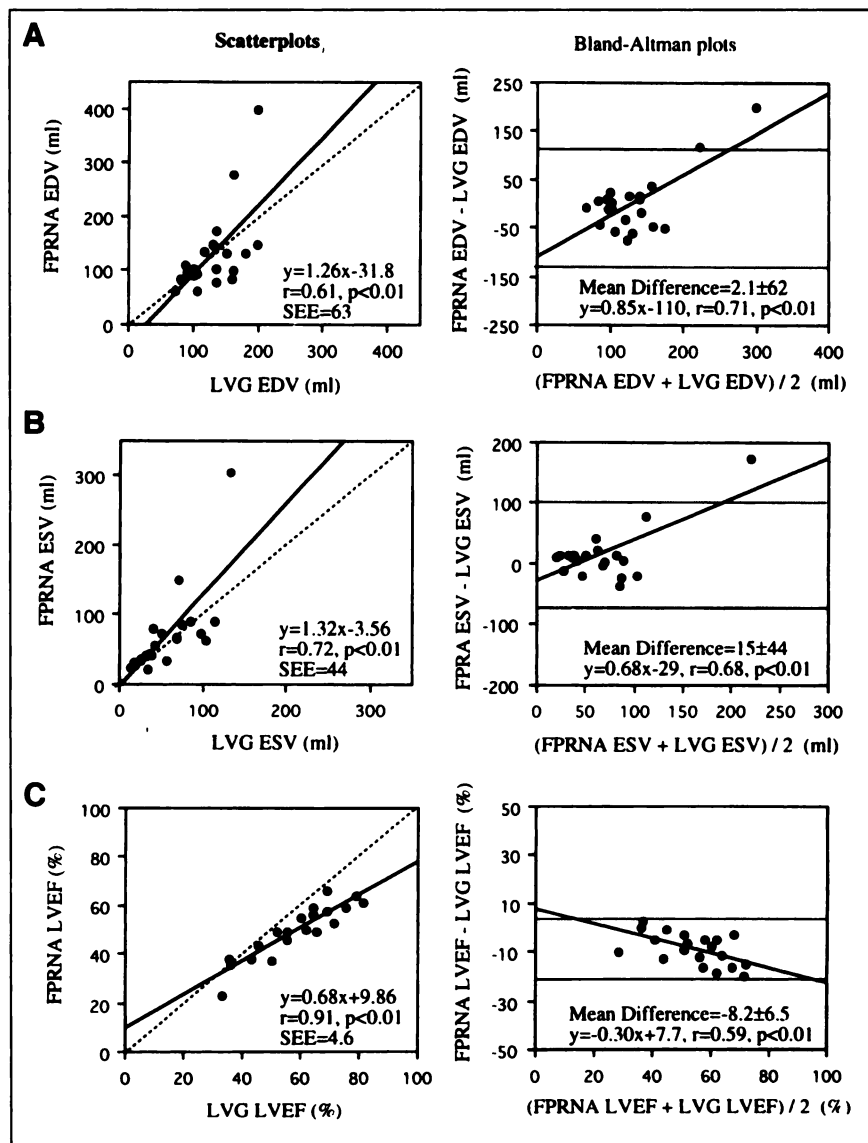 Scatterplots
Bland-Altman plots
A
FPRNA EDV (ml)
400
300
200
100
0
y=1.26x-31.8
r=0.61, p<0.01
SEE=63
0 100 200 300 400
LVG EDV (ml)
FPRNA EDV - LVG EDV (ml)
250
150
50
-50
-150
-250
Mean Difference=2.1±62
y=0.85x-110, r=0.71, p<0.01
0 100 200 300 400
(FPRNA EDV + LVG EDV) / 2 (ml)
B
FPRNA ESV (ml)
300
200
100
0
y=1.32x-3.56
r=0.72, p<0.01
SEE=44
0 100 200 300
LVG ESV (ml)
FPRA ESV - LVG ESV (ml)
200
100
0
-100
-200
Mean Difference=15±44
y=0.68x-29, r=0.68, p<0.01
0 50 100 150 200 250 300
(FPRNA ESV + LVG ESV) / 2 (ml)
C
FPRNA LVEF (%)
100
80
60
40
20
0
y=0.68x+9.86
r=0.91, p<0.01
SEE=4.6
0 20 40 60 80 100
LVG LVEF (%)
FPRNA LVEF - LVG LVEF (%)
50
30
10
-10
-30
-50
Mean Difference=-8.2±6.5
y=-0.30x+7.7, r=0.59, p<0.01
0 20 40 60 80 100
(FPRNA LVEF + LVG LVEF) / 2 (%)